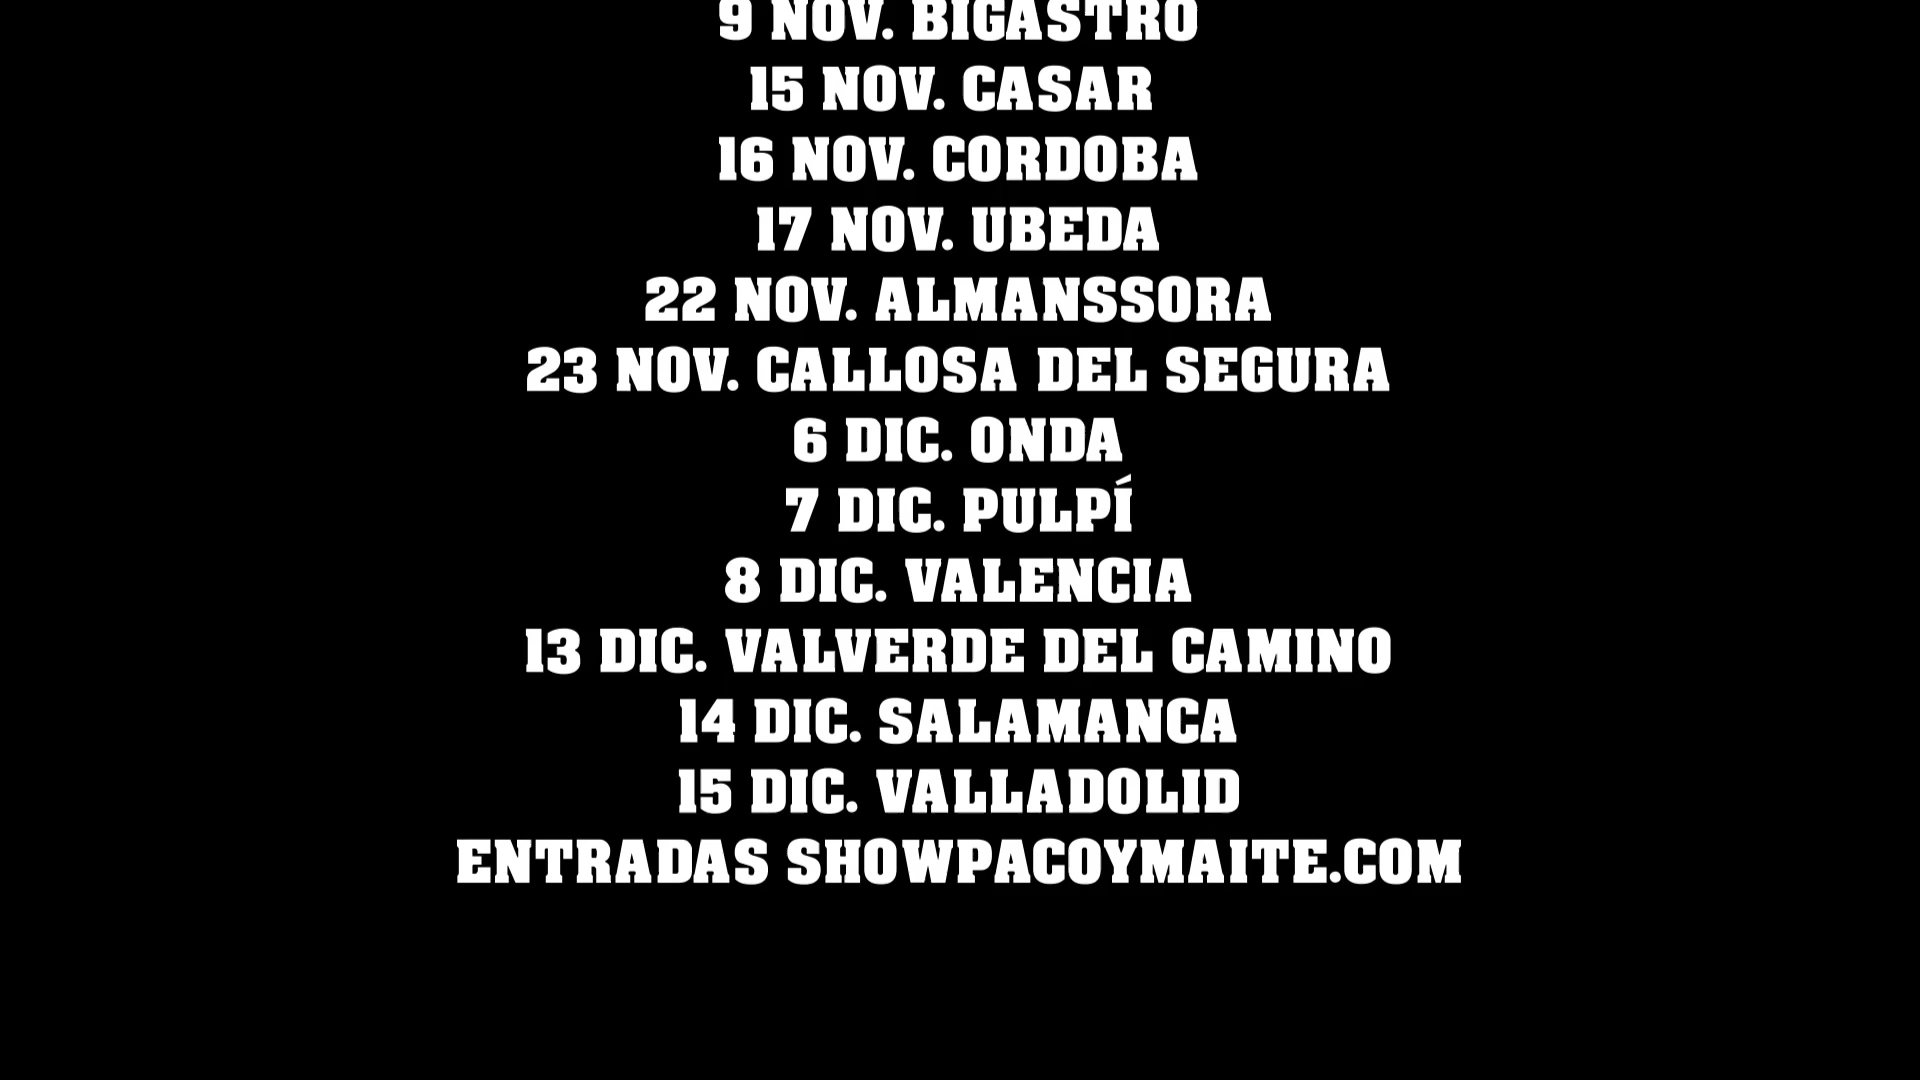 9 NOV. BIGASTRO
15 NOV. CASAR
16 NOV. CORDOBA
17 NOV. UBEDA
22 NOV. ALMANSSORA
23 NOV. CALLOSA DEL SEGURA
6 DIC. ONDA
7 DIC. PULPÍ
8 DIC. VALENCIA
13 DIC. VALVERDE DEL CAMINO
14 DIC. SALAMANCA
15 DIC. VALLADOLID
ENTRADAS SHOWPACOYMAITE.COM